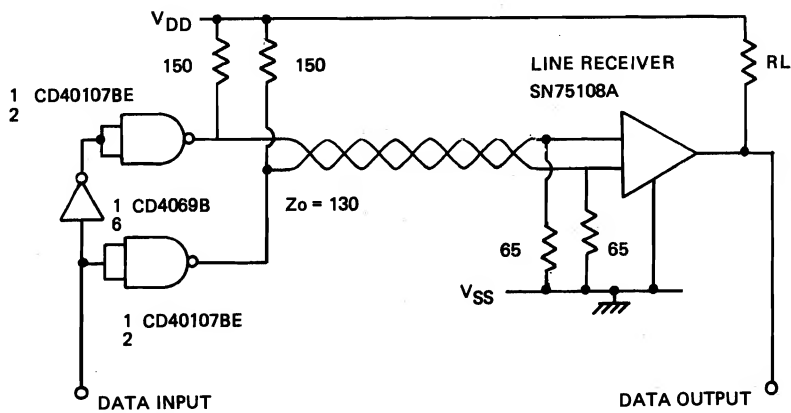 VDD
150
150
LINE RECEIVER
SN75108A
RL
1 CD40107BE
2
1 CD4069B
6
Zo = 130
65
65
VSS
1 CD40107BE
2
DATA INPUT
DATA OUTPUT